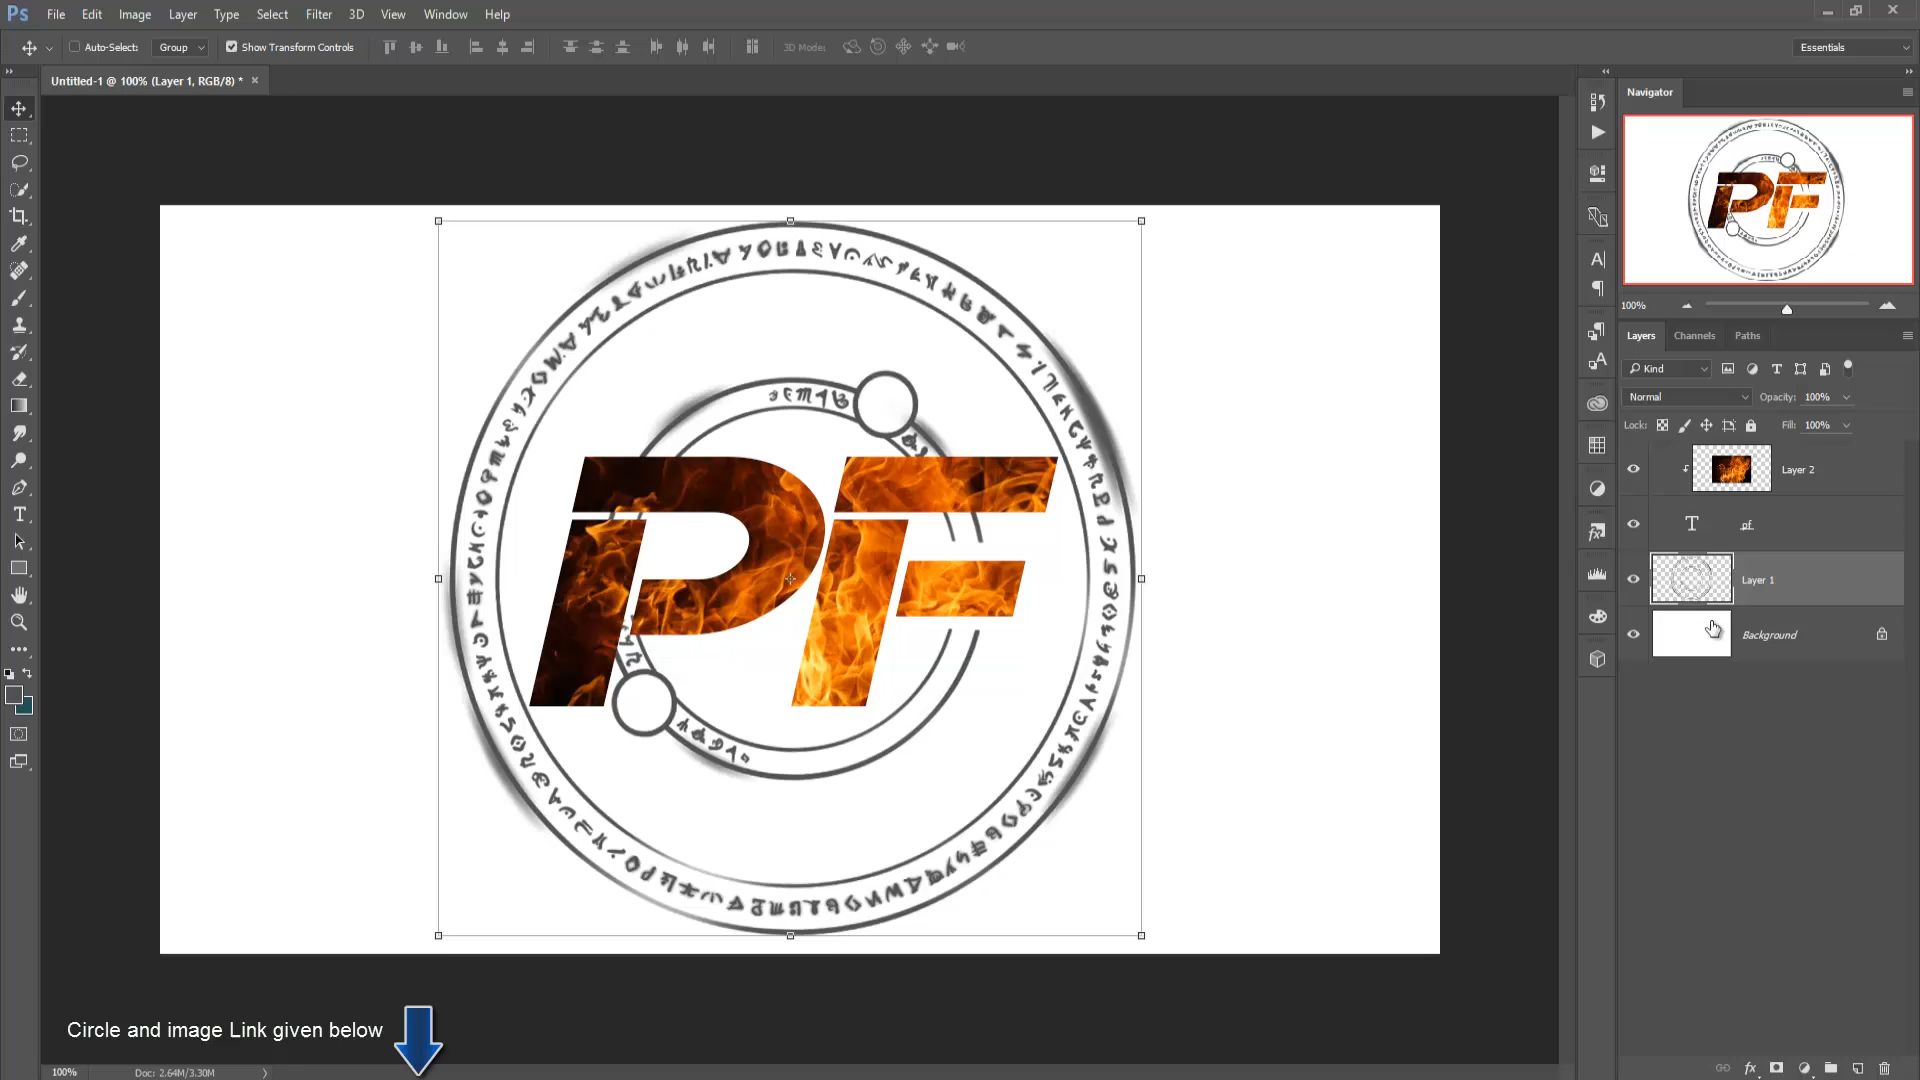 Ps File Edit Image Layer Type Select Filter 3D View Window Help
Auto-Select: Group Show Transform Controls 3D Mode: Essentials
Untitled-1 @ 100% (Layer 1, RGB/8) * ×
Navigator
100%
Layers Channels Paths
Kind
Normal Opacity: 100%
Lock: Fill: 100%
Layer 2
pf
Layer 1
Background
PF
Circle and image Link given below
100% Doc: 2.64M/3.30M